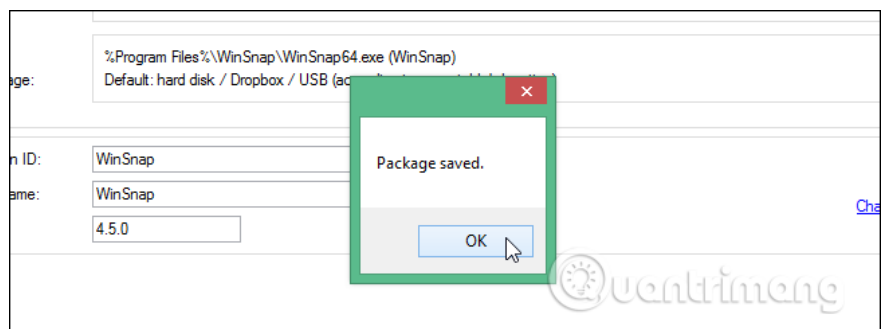 %Program Files%\WinSnap\WinSnap64.exe (WinSnap)
age:
Default: hard disk / Dropbox / USB
Package saved.
n ID:
WinSnap
ame:
WinSnap
Cha
4.5.0
OK
Quantrimang